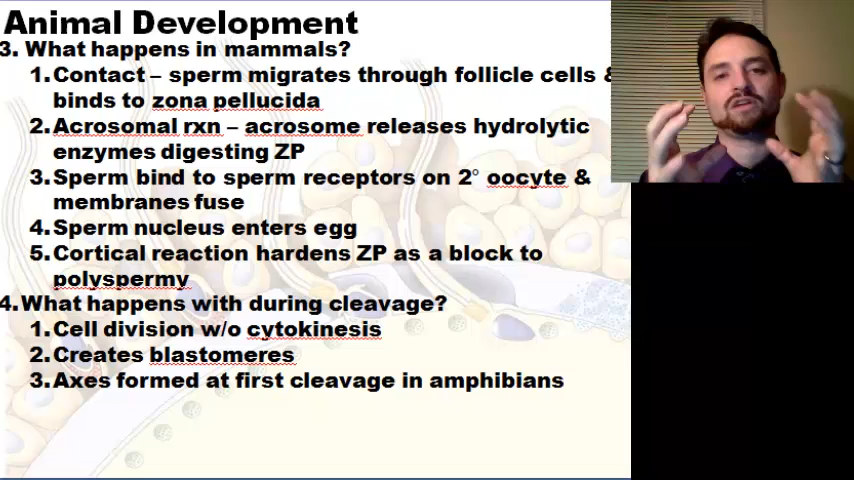 Animal Development
3. What happens in mammals?
1. Contact – sperm migrates through follicle cells &
binds to zona pellucida
2. Acrosomal rxn – acrosome releases hydrolytic
enzymes digesting ZP
3. Sperm bind to sperm receptors on 2° oocyte &
membranes fuse
4. Sperm nucleus enters egg
5. Cortical reaction hardens ZP as a block to
polyspermy
4. What happens with during cleavage?
1. Cell division w/o cytokinesis
2. Creates blastomeres
3. Axes formed at first cleavage in amphibians